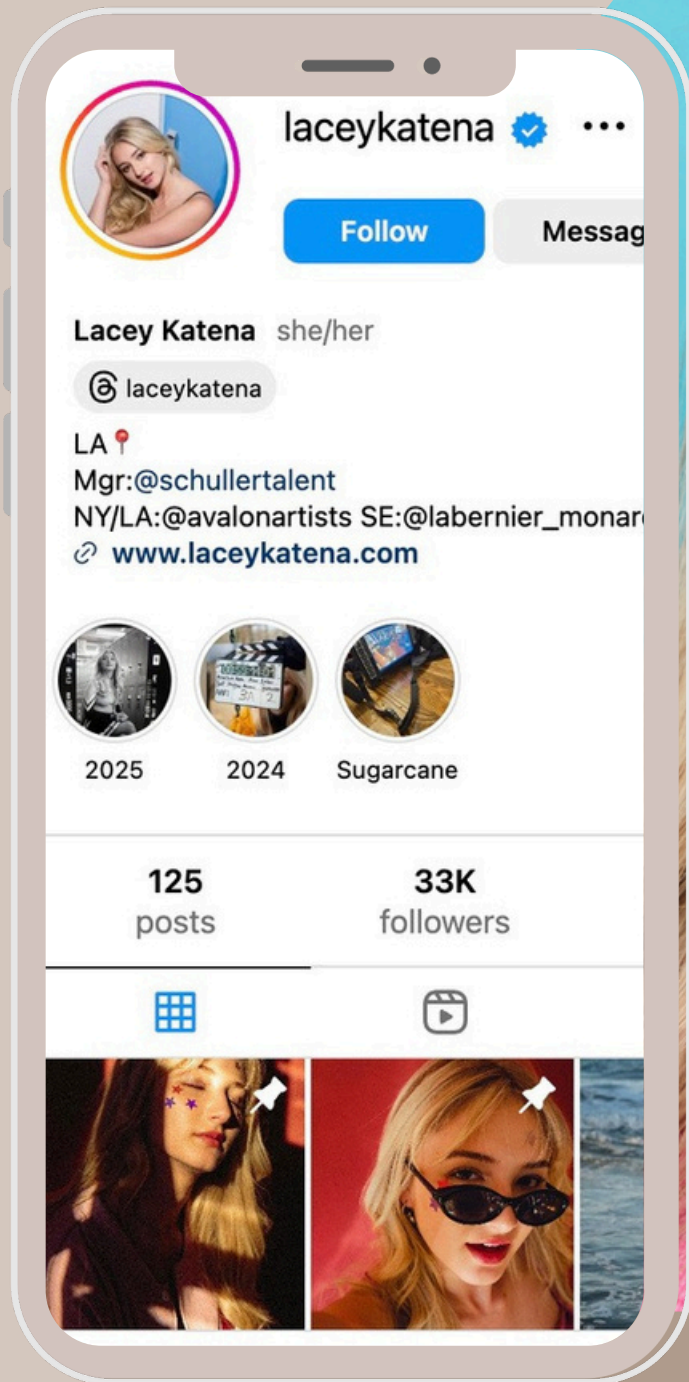 laceykatena
Follow
Messag
Lacey Katena she/her
laceykatena
LA📍
Mgr:@schullertalent
NY/LA:@avalonartists SE:@labernier_monar
www.laceykatena.com
2025 2024 Sugarcane
125 33K
posts followers